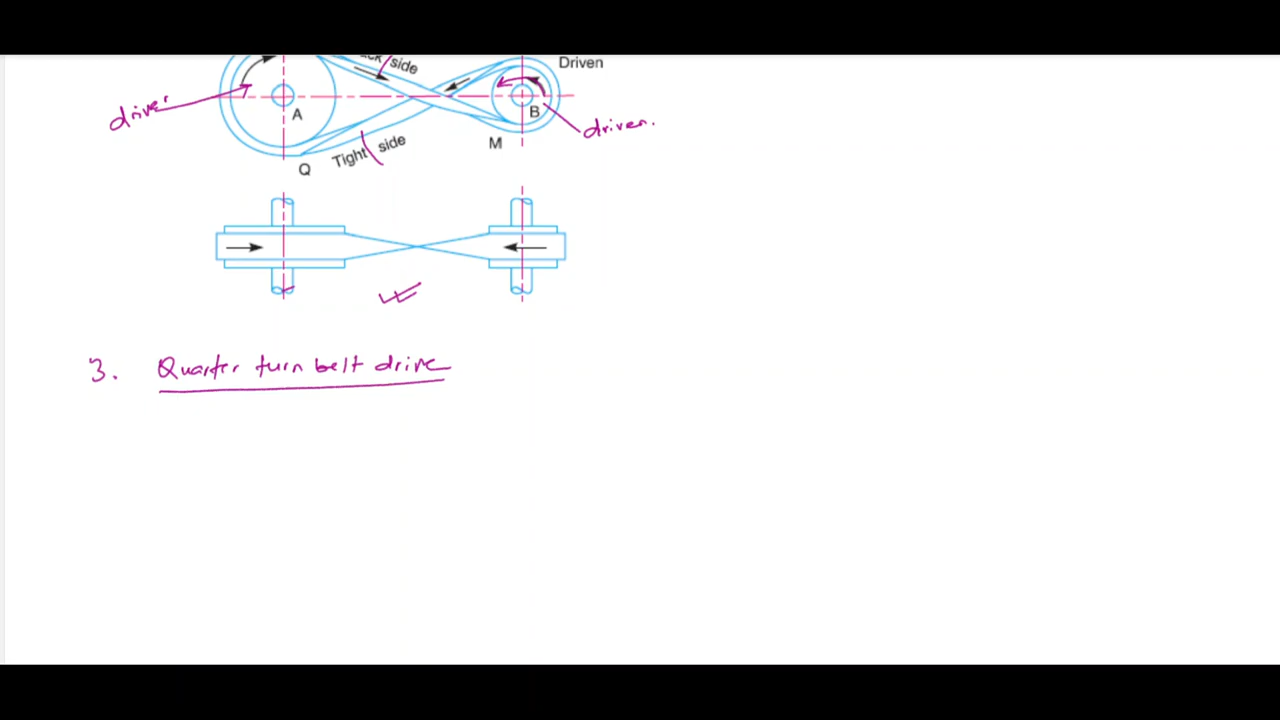 side
Driven
driver
A
B
driven.
Tight side
M
Q
3. Quarter turn belt drive